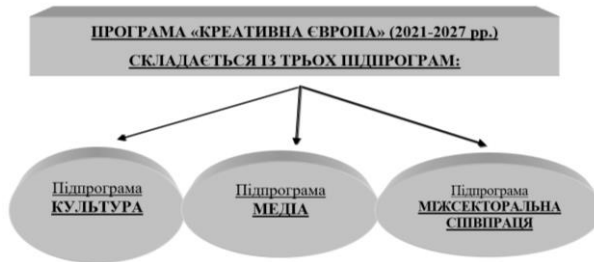 ПРОГРАМА «КРЕАТИВНА ЄВРОПА» (2021-2027 рр.)
СКЛАДАЄТЬСЯ ІЗ ТРЬОХ ПІДПРОГРАМ:
Підпрограма
КУЛЬТУРА
Підпрограма
МЕДІА
Підпрограма
МІЖСЕКТОРАЛЬНА
СПІВПРАЦЯ